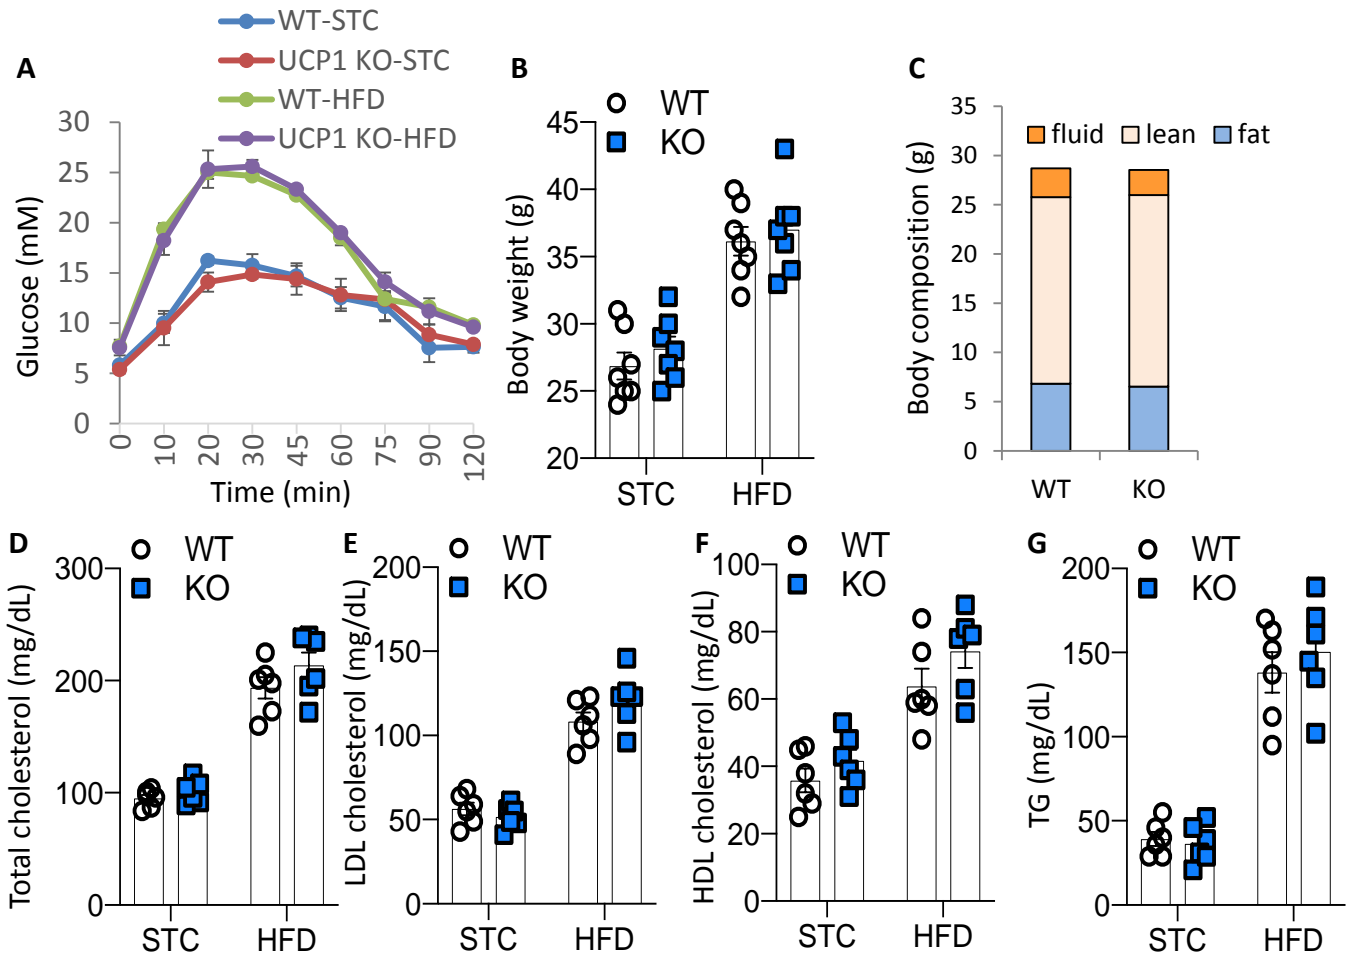 WT-STC
UCP1 KO-STC
WT-HFD
UCP1 KO-HFD
A
Glucose (mM)
30
25
20
15
10
5
0
0 10 20 30 45 60 75 90 120
Time (min)
B
WT
KO
Body weight (g)
45
40
35
30
25
20
STC HFD
C
Body composition (g)
35
30
25
20
15
10
5
0
fluid lean fat
WT KO
D
WT
KO
Total cholesterol (mg/dL)
300
200
100
0
STC HFD
E
WT
KO
LDL cholesterol (mg/dL)
200
150
100
50
0
STC HFD
F
WT
KO
HDL cholesterol (mg/dL)
100
80
60
40
20
0
STC HFD
G
WT
KO
TG (mg/dL)
200
150
100
50
0
STC HFD